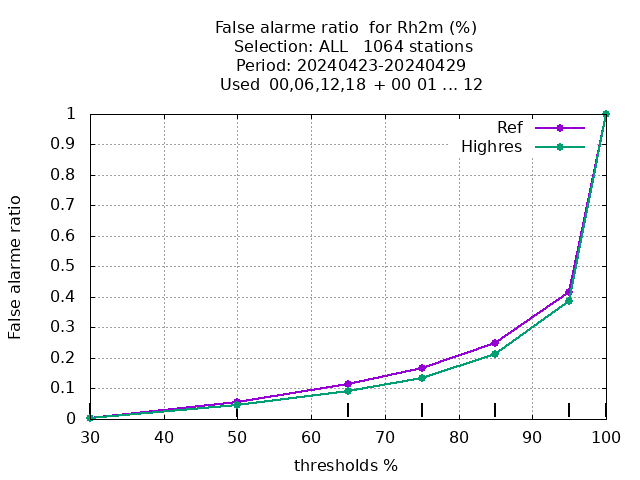 False alarme ratio  for Rh2m (%)
Selection: ALL   1064 stations
Period: 20240423-20240429
Used  00,06,12,18  + 00 01 ... 12
Ref
Highres
False alarme ratio
1
0.9
0.8
0.7
0.6
0.5
0.4
0.3
0.2
0.1
0
30 40 50 60 70 80 90 100
thresholds %